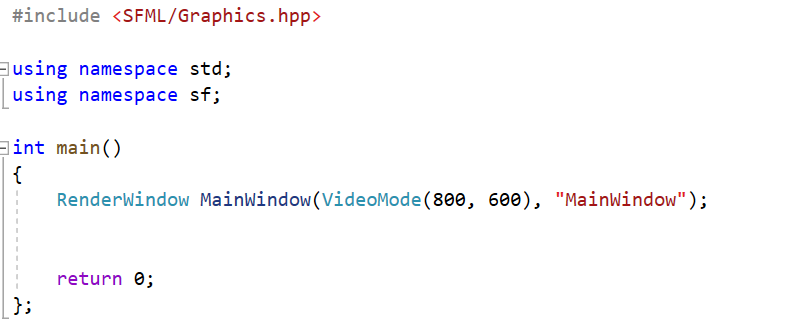 #include <SFML/Graphics.hpp>
using namespace std;
using namespace sf;
int main()
{
RenderWindow MainWindow(VideoMode(800, 600), "MainWindow");
return 0;
};